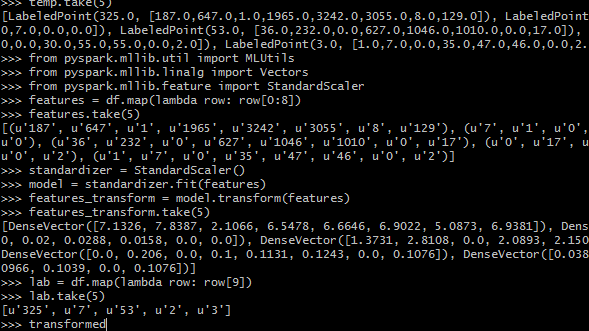 >>> temp.take(5)
[LabeledPoint(325.0, [187.0,647.0,1.0,1965.0,3242.0,3055.0,8.0,129.0]), LabeledPoint
0,7.0,0.0,0.0]), LabeledPoint(53.0, [36.0,232.0,0.0,627.0,1046.0,1010.0,0.0,17.0]),
0,0.0,30.0,55.0,55.0,0.0,2.0]), LabeledPoint(3.0, [1.0,7.0,0.0,35.0,47.0,46.0,0.0,2.
>>> from pyspark.mllib.util import MLUtils
>>> from pyspark.mllib.linalg import Vectors
>>> from pyspark.mllib.feature import StandardScaler
>>> features = df.map(lambda row: row[0:8])
>>> features.take(5)
[(u'187', u'647', u'1', u'1965', u'3242', u'3055', u'8', u'129'), (u'7', u'1', u'0',
u'0'), (u'36', u'232', u'0', u'627', u'1046', u'1010', u'0', u'17'), (u'0', u'17', u
u'0', u'2'), (u'1', u'7', u'0', u'35', u'47', u'46', u'0', u'2')]
>>> standardizer = StandardScaler()
>>> model = standardizer.fit(features)
>>> features_transform = model.transform(features)
>>> features_transform.take(5)
[DenseVector([7.1326, 7.8387, 2.1066, 6.5478, 6.6646, 6.9022, 5.0873, 6.9381]), Dens
0, 0.02, 0.0288, 0.0158, 0.0, 0.0]), DenseVector([1.3731, 2.8108, 0.0, 2.0893, 2.150
DenseVector([0.0, 0.206, 0.0, 0.1, 0.1131, 0.1243, 0.0, 0.1076]), DenseVector([0.038
0966, 0.1039, 0.0, 0.1076])]
>>> lab = df.map(lambda row: row[9])
>>> lab.take(5)
[u'325', u'7', u'53', u'2', u'3']
>>> transformed